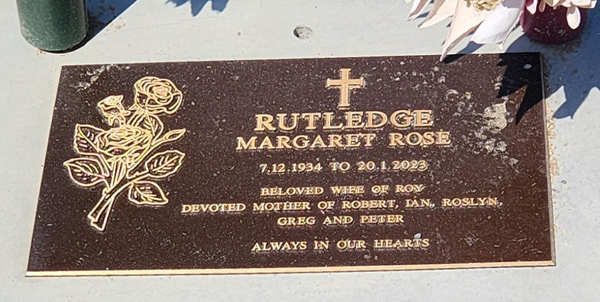 RUTLEDGE
MARGARET ROSE
7.12.1934 TO 20.1.2023
BELOVED WIFE OF ROY
DEVOTED MOTHER OF ROBERT, IAN, ROSLYN,
GREG AND PETER
ALWAYS IN OUR HEARTS